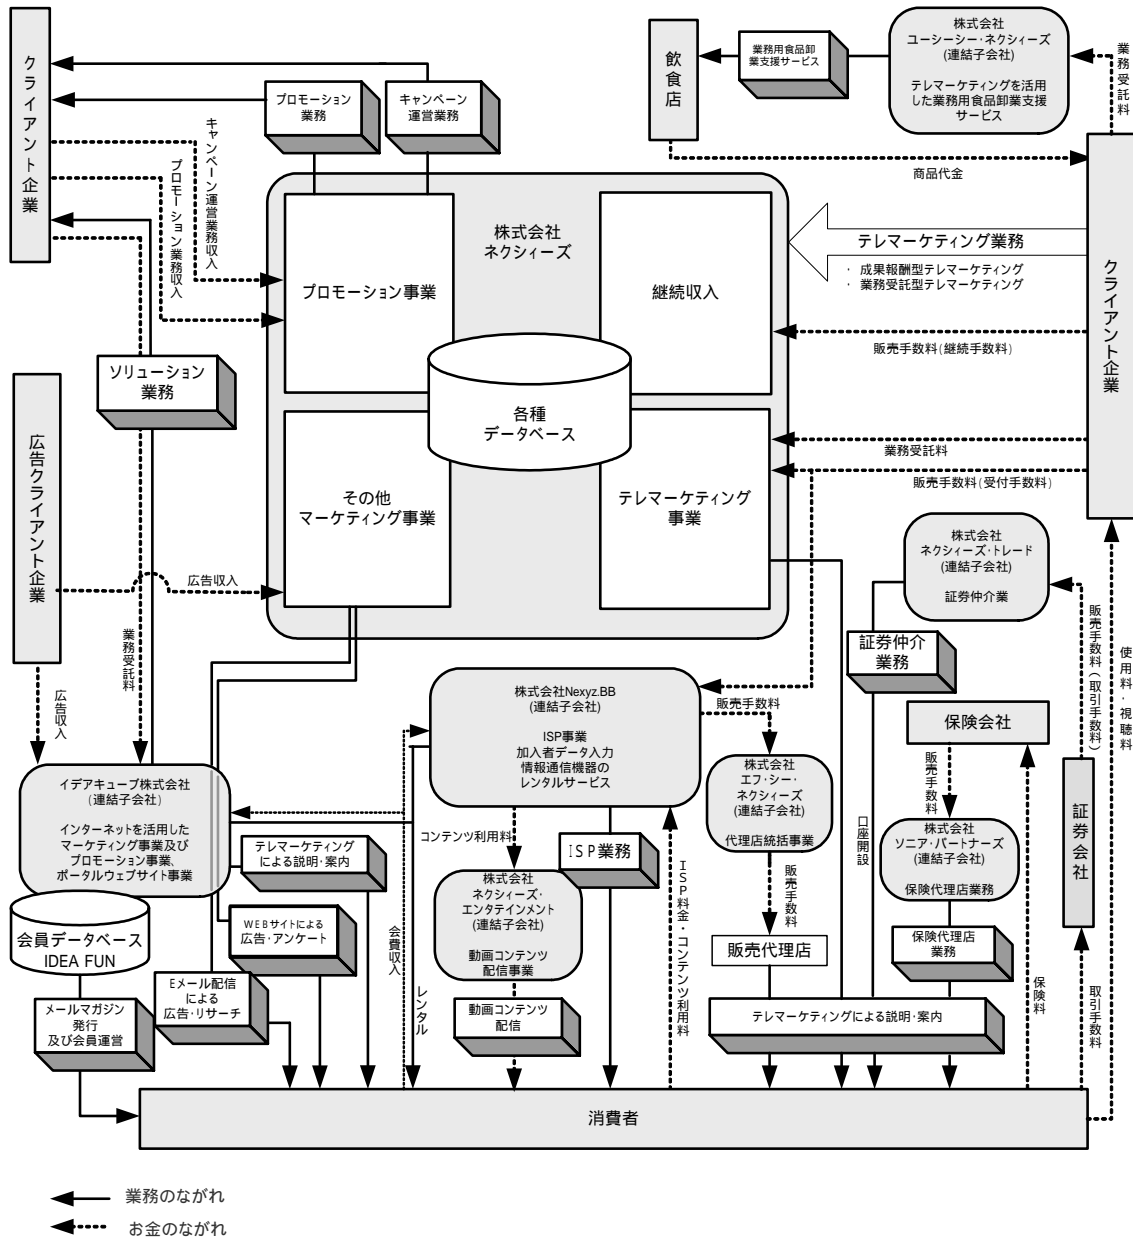 クライアント企業
プロモーション
業務
キャンペーン
運営業務
キャンペーン運営業務収入
プロモーション業務収入
飲食店
業務用食品卸
業支援サービス
株式会社
ユーシーシー・ネクシィーズ
(連結子会社)
テレマーケティングを活用
した業務用食品卸業支援
サービス
業務受託料
商品代金
クライアント企業
株式会社
ネクシィーズ
プロモーション事業
継続収入
各種
データベース
その他
マーケティング事業
テレマーケティング
事業
テレマーケティング業務
・ 成果報酬型テレマーケティング
・ 業務受託型テレマーケティング
販売手数料(継続手数料)
業務受託料
販売手数料(受付手数料)
ソリューション
業務
広告クライアント企業
広告収入
業務受託料
広告収入
株式会社
ネクシィーズ・トレード
(連結子会社)
証券仲介業
証券仲介
業務
販売手数料(取引手数料)
使用料・視聴料
株式会社Nexyz.BB
(連結子会社)
ISP事業
加入者データ入力
情報通信機器の
レンタルサービス
販売手数料
保険会社
販売手数料
証券会社
イデアキューブ株式会社
(連結子会社)
インターネットを活用した
マーケティング事業及び
プロモーション事業、
ポータルウェブサイト事業
株式会社
エフ・シー・
ネクシィーズ
(連結子会社)
代理店統括事業
口座開設
株式会社
ソニア・パートナーズ
(連結子会社)
保険代理店業務
テレマーケティング
による説明・案内
コンテンツ利用料
ISP業務
ISP料金・コンテンツ利用料
販売手数料
株式会社
ネクシィーズ・
エンタテインメント
(連結子会社)
動画コンテンツ
配信事業
会員データベース
IDEA FUN
WEBサイトによる
広告・アンケート
会費収入
レンタル
販売代理店
保険代理店
業務
Eメール配信
による
広告・リサーチ
メールマガジン
発行
及び会員運営
動画コンテンツ
配信
テレマーケティングによる説明・案内
保険料
取引手数料
消費者
業務のながれ
お金のながれ